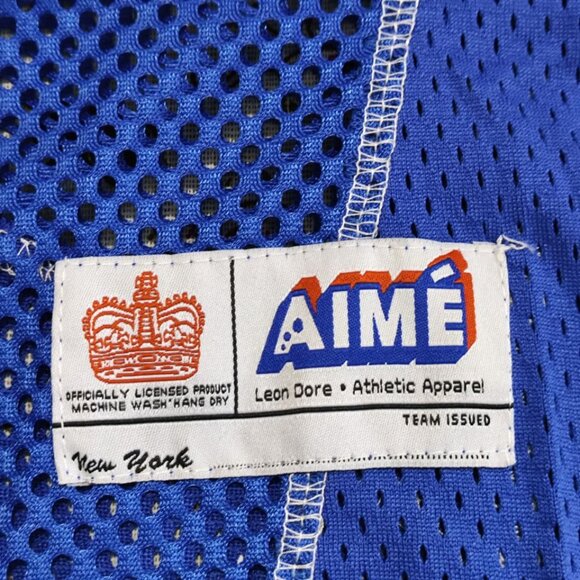 OFFICIALLY LICENSED PRODUCT
MACHINE WASH*HANG DRY
AIMÉ
Leon Dore • Athletic Apparel
TEAM ISSUED
New York